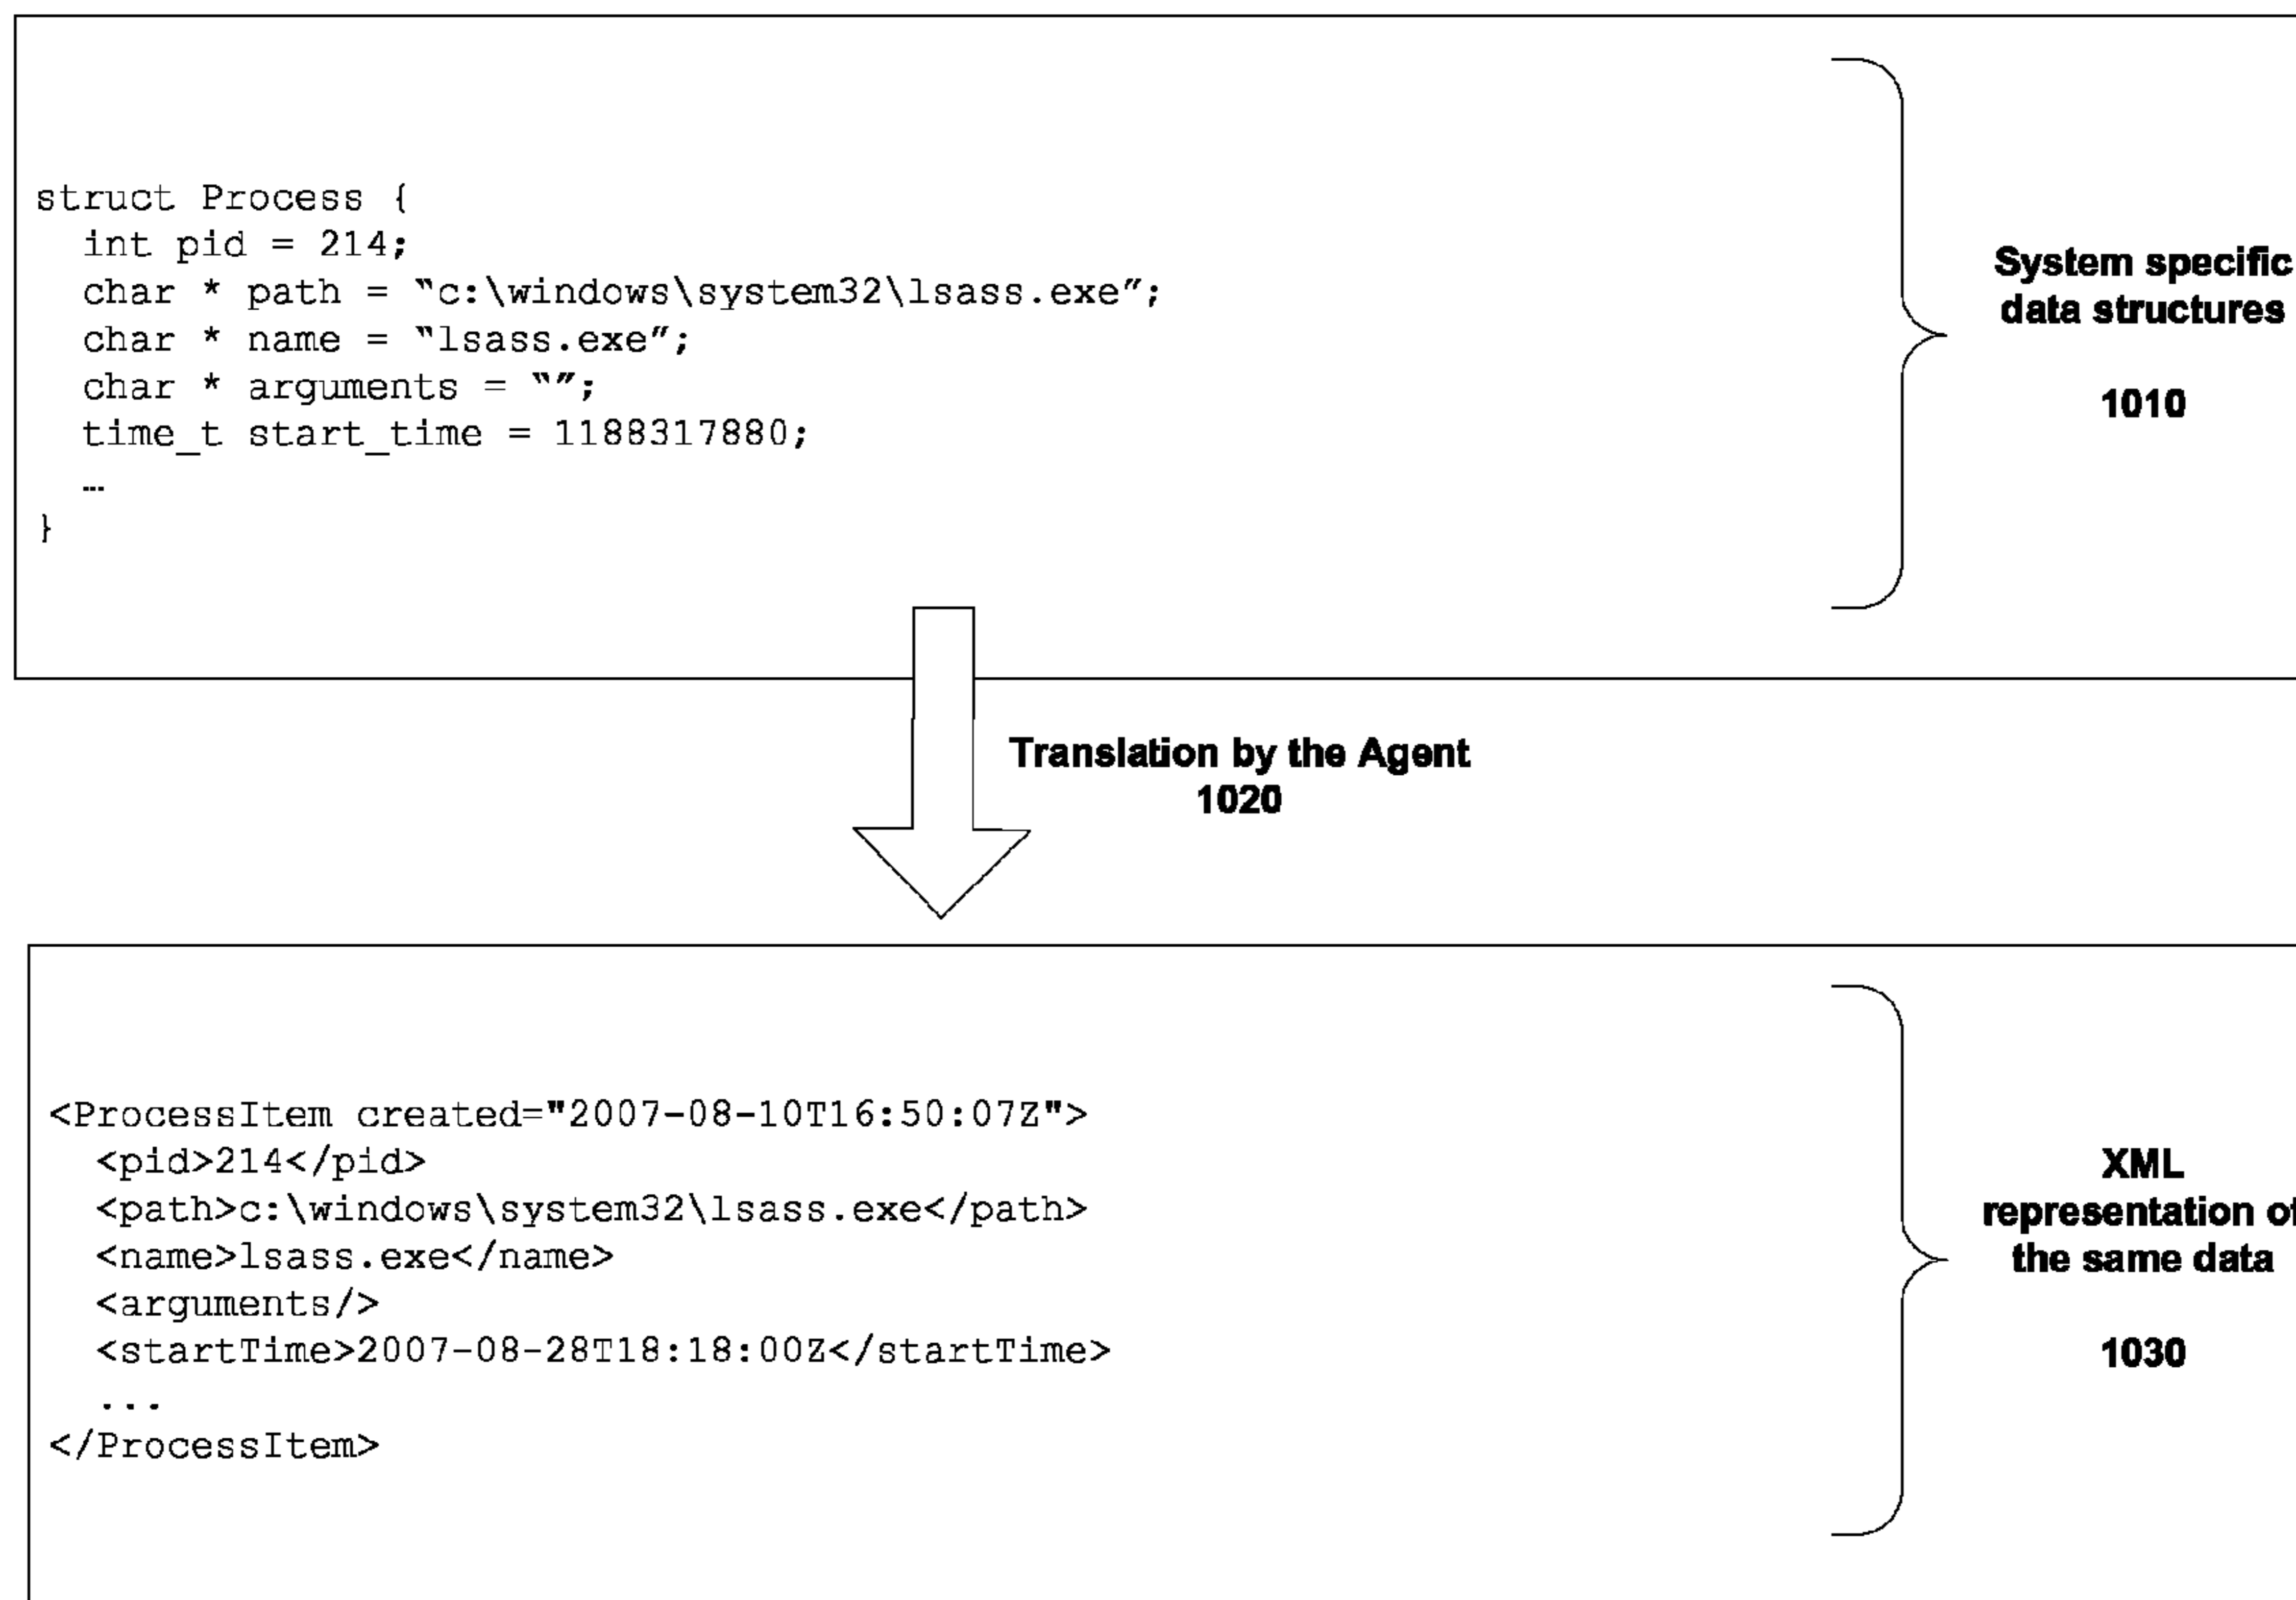 struct Process {
int pid = 214;
char * path = “c:\windows\system32\lsass.exe”;
char * name = “lsass.exe”;
char * arguments = “”;
time_t start_time = 1188317880;
…
}
System specific
data structures
1010
Translation by the Agent
1020
<ProcessItem created="2007-08-10T16:50:07Z">
<pid>214</pid>
<path>c:\windows\system32\lsass.exe</path>
<name>lsass.exe</name>
<arguments/>
<startTime>2007-08-28T18:18:00Z</startTime>
...
</ProcessItem>
XML
representation of
the same data
1030